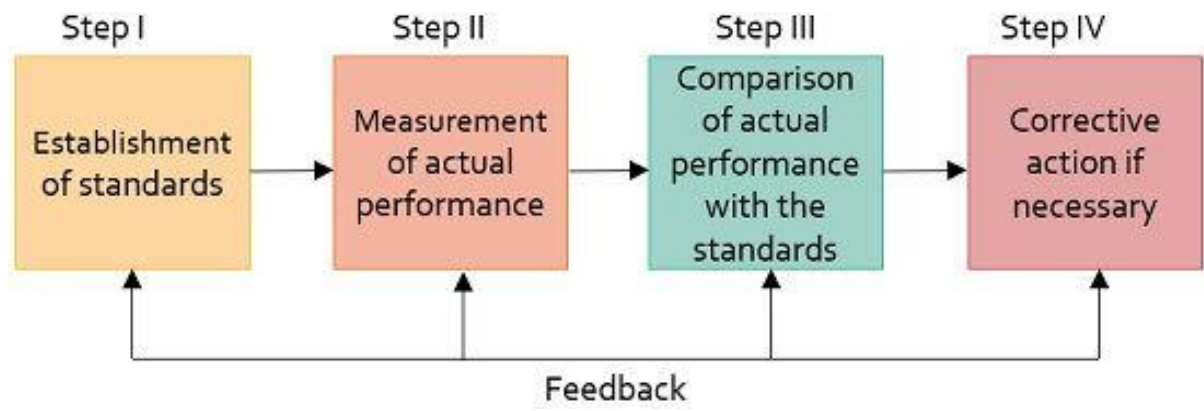 Step I
Establishment
of standards
Step II
Measurement
of actual
performance
Step III
Comparison
of actual
performance
with the
standards
Step IV
Corrective
action if
necessary
Feedback